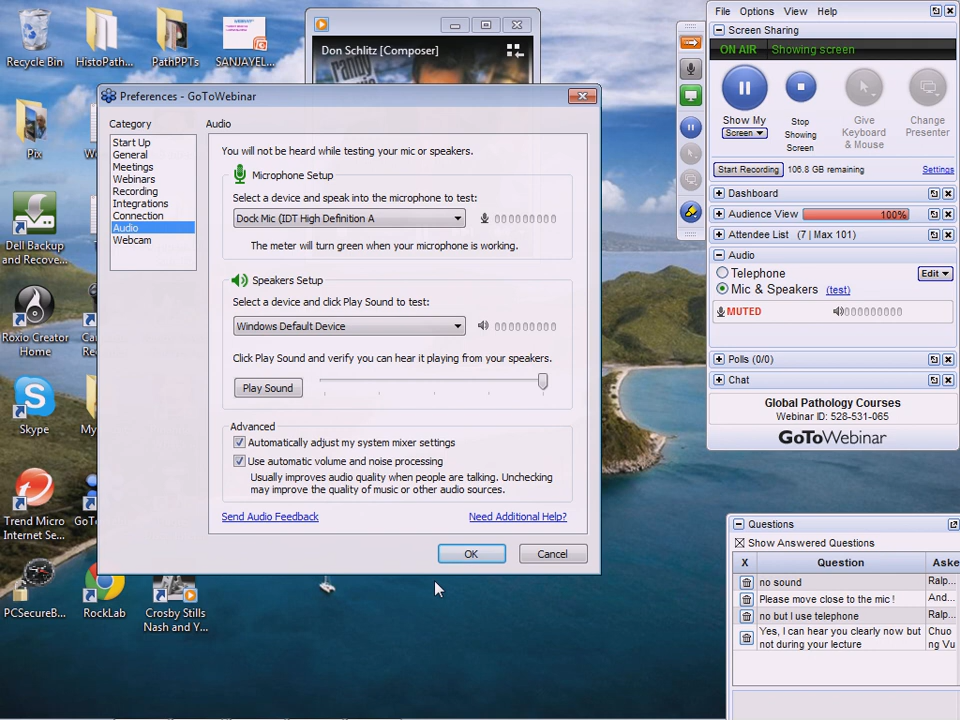 Recycle Bin
HistoPath...
PathPPTs
SANJAYEL...
Pix
Dell Backup
and Recove...
Roxio Creator
Home
Skype
My
Trend Micro
Internet Se...
GoTo
PCSecureB...
RockLab
Crosby Stills
Nash and Y...
Don Schlitz [Composer]
Preferences - GoToWebinar
Category
Start Up
General
Meetings
Webinars
Recording
Integrations
Connection
Audio
Webcam
Audio
You will not be heard while testing your mic or speakers.
Microphone Setup
Select a device and speak into the microphone to test:
Dock Mic (IDT High Definition A
The meter will turn green when your microphone is working.
Speakers Setup
Select a device and click Play Sound to test:
Windows Default Device
Click Play Sound and verify you can hear it playing from your speakers.
Play Sound
Advanced
Automatically adjust my system mixer settings
Use automatic volume and noise processing
Usually improves audio quality when people are talking. Unchecking
may improve the quality of music or other audio sources.
Send Audio Feedback
Need Additional Help?
OK
Cancel
File Options View Help
Screen Sharing
ON AIR Showing screen
Show My
Screen
Stop
Showing
Screen
Give
Keyboard
& Mouse
Change
Presenter
Start Recording 106.8 GB remaining Settings
Dashboard
Audience View 100%
Attendee List (7 | Max 101)
Audio
Telephone
Edit
Mic & Speakers (test)
MUTED
Polls (0/0)
Chat
Global Pathology Courses
Webinar ID: 528-531-065
GoToWebinar
Questions
Show Answered Questions
X Question Aske
no sound Ralp...
Please move close to the mic ! And...
no but I use telephone Ralp...
Yes, I can hear you clearly now but Chuo
not during your lecture ng Vu